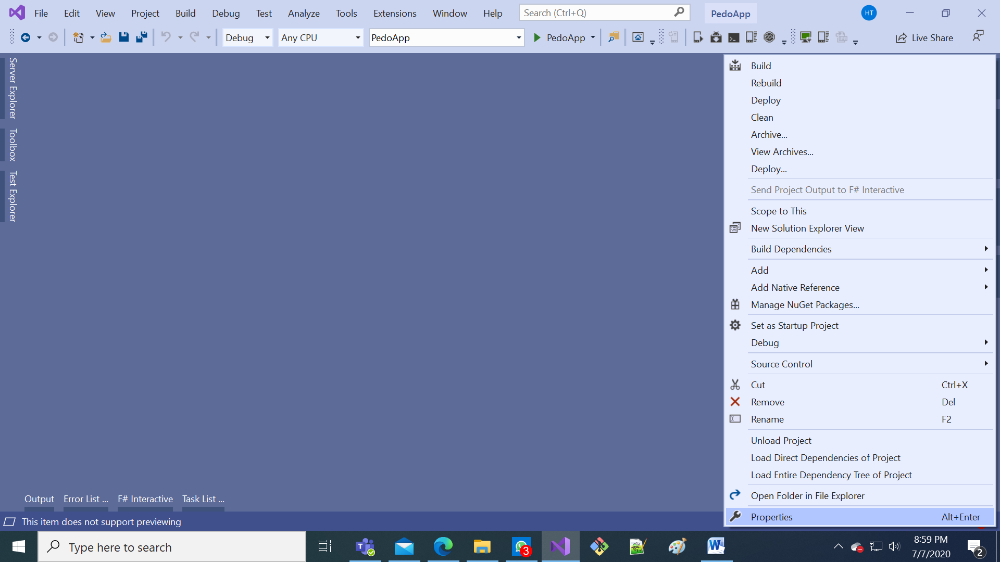 File Edit View Project Build Debug Test Analyze Tools Extensions Window Help Search (Ctrl+Q) PedoApp HT
Debug Any CPU PedoApp PedoApp Live Share
Server Explorer
Toolbox
Test Explorer
Build
Rebuild
Deploy
Clean
Archive...
View Archives...
Deploy...
Send Project Output to F# Interactive
Scope to This
New Solution Explorer View
Build Dependencies
Add
Add Native Reference
Manage NuGet Packages...
Set as Startup Project
Debug
Source Control
Cut Ctrl+X
Remove Del
Rename F2
Unload Project
Load Direct Dependencies of Project
Load Entire Dependency Tree of Project
Open Folder in File Explorer
Properties Alt+Enter
Output Error List ... F# Interactive Task List ...
This item does not support previewing
Type here to search
3
8:59 PM
7/7/2020
2